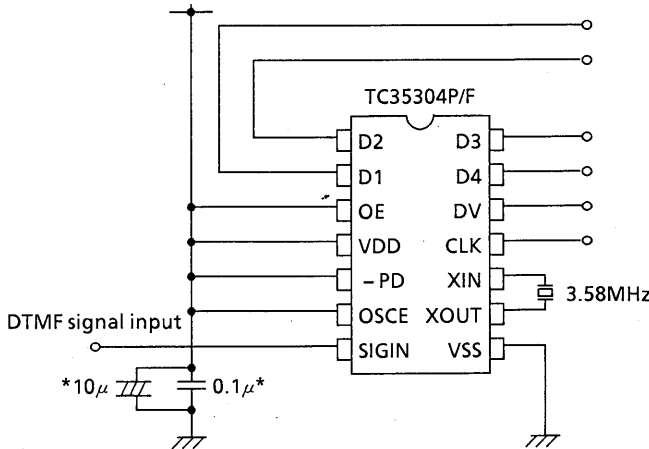 TC35304P/F
D2 D3
D1 D4
OE DV
VDD CLK
–PD XIN
3.58MHz
OSCE XOUT
DTMF signal input
SIGIN VSS
*10μ 0.1μ*